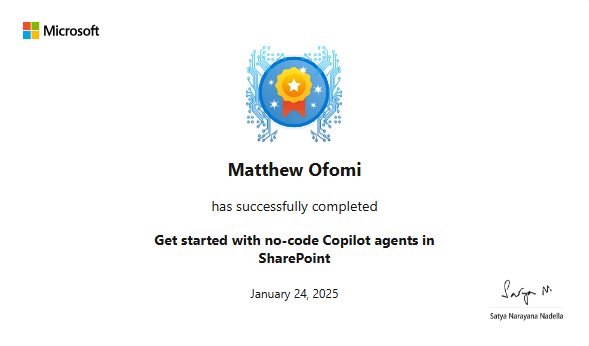 Microsoft
Matthew Ofomi
has successfully completed
Get started with no-code Copilot agents in
SharePoint
January 24, 2025
Satya N.
Satya Narayana Nadella